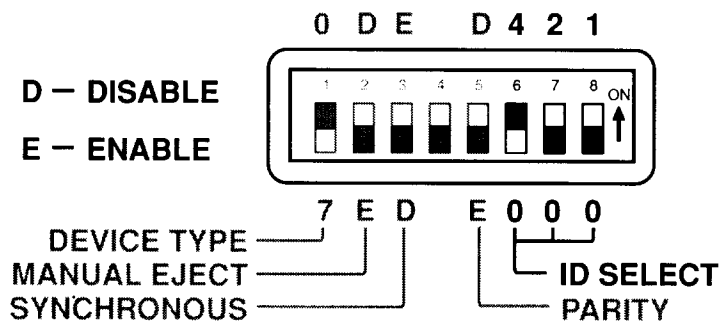 0 D E D 4 2 1
D – DISABLE
E – ENABLE
1 2 3 4 5 6 7 8 ON
7 E D E 0 0 0
DEVICE TYPE
MANUAL EJECT
SYNCHRONOUS
ID SELECT
PARITY